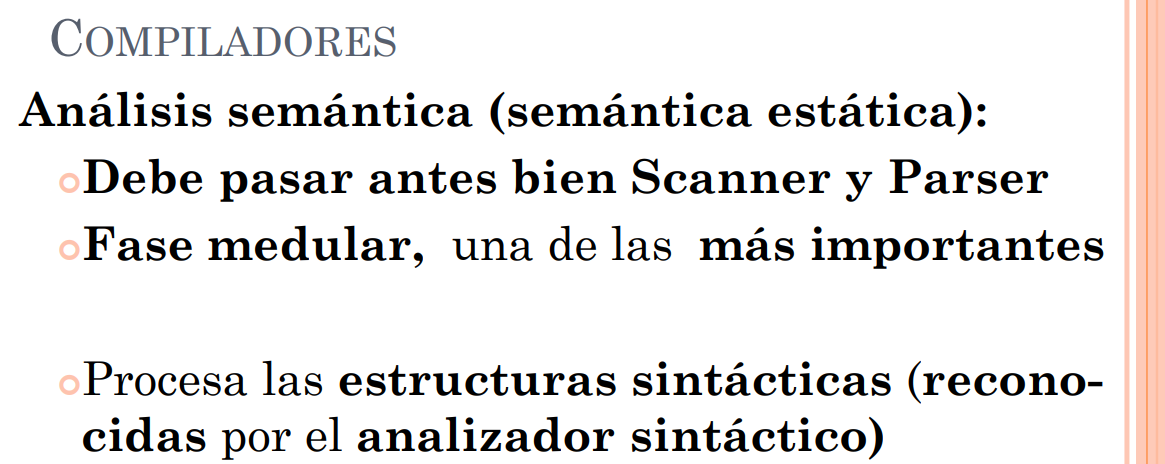 COMPILADORES
Análisis semántica (semántica estática):
Debe pasar antes bien Scanner y Parser
Fase medular, una de las más importantes
Procesa las estructuras sintácticas (recono-
cidas por el analizador sintáctico)